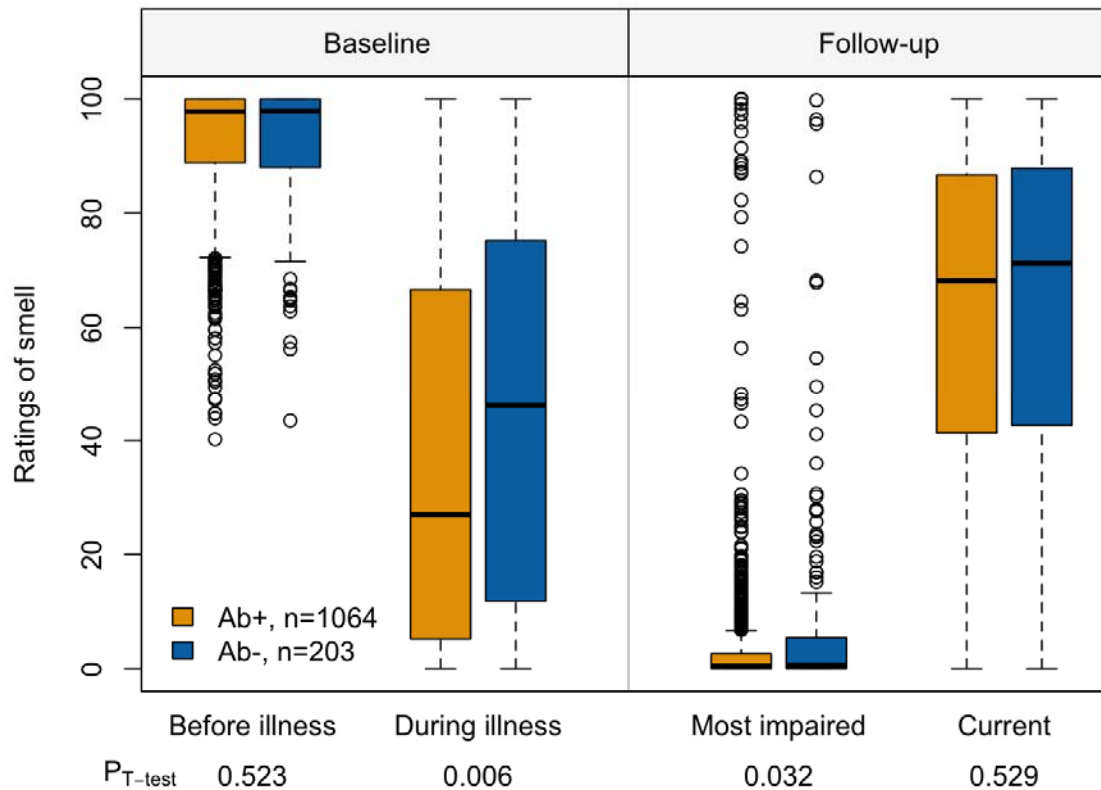 Baseline
Follow-up
Ratings of smell
100
80
60
40
20
0
Ab+, n=1064
Ab-, n=203
Before illness
During illness
Most impaired
Current
P_T-test 0.523 0.006 0.032 0.529